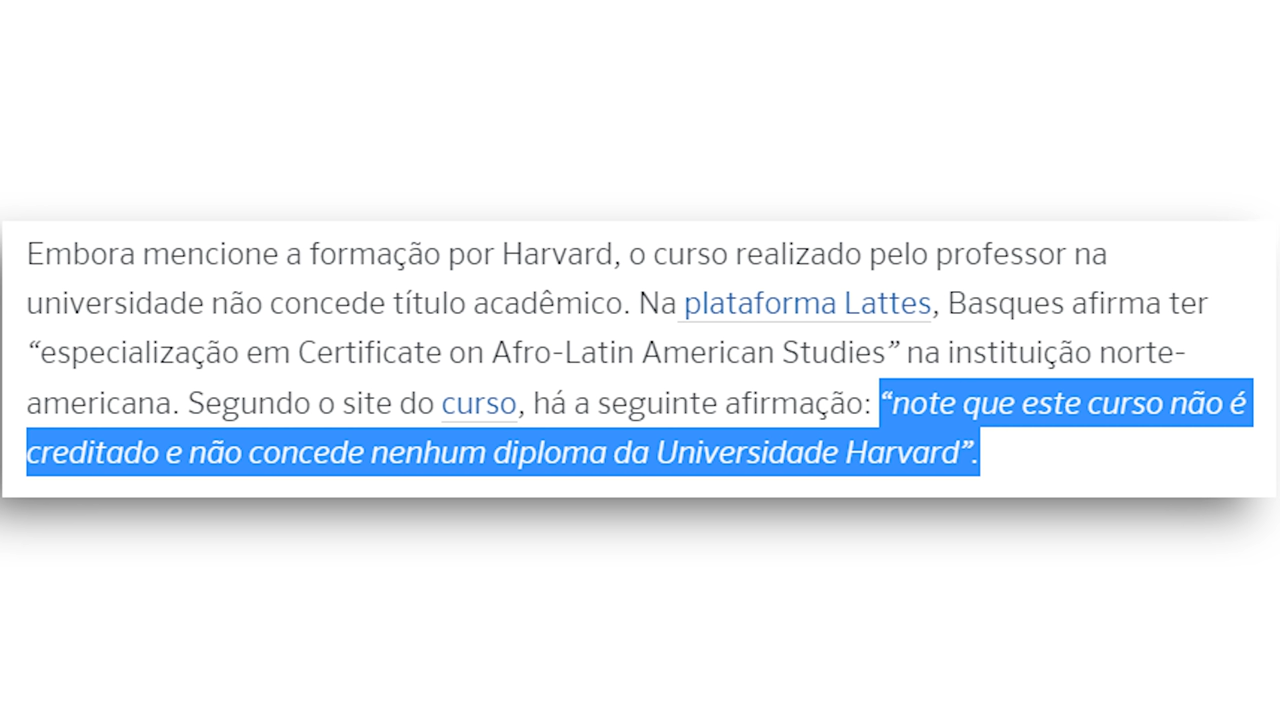 Embora mencione a formação por Harvard, o curso realizado pelo professor na
universidade não concede título acadêmico. Na plataforma Lattes, Basques afirma ter
“especialização em Certificate on Afro-Latin American Studies” na instituição norte-
americana. Segundo o site do curso, há a seguinte afirmação: “note que este curso não é
creditado e não concede nenhum diploma da Universidade Harvard”.